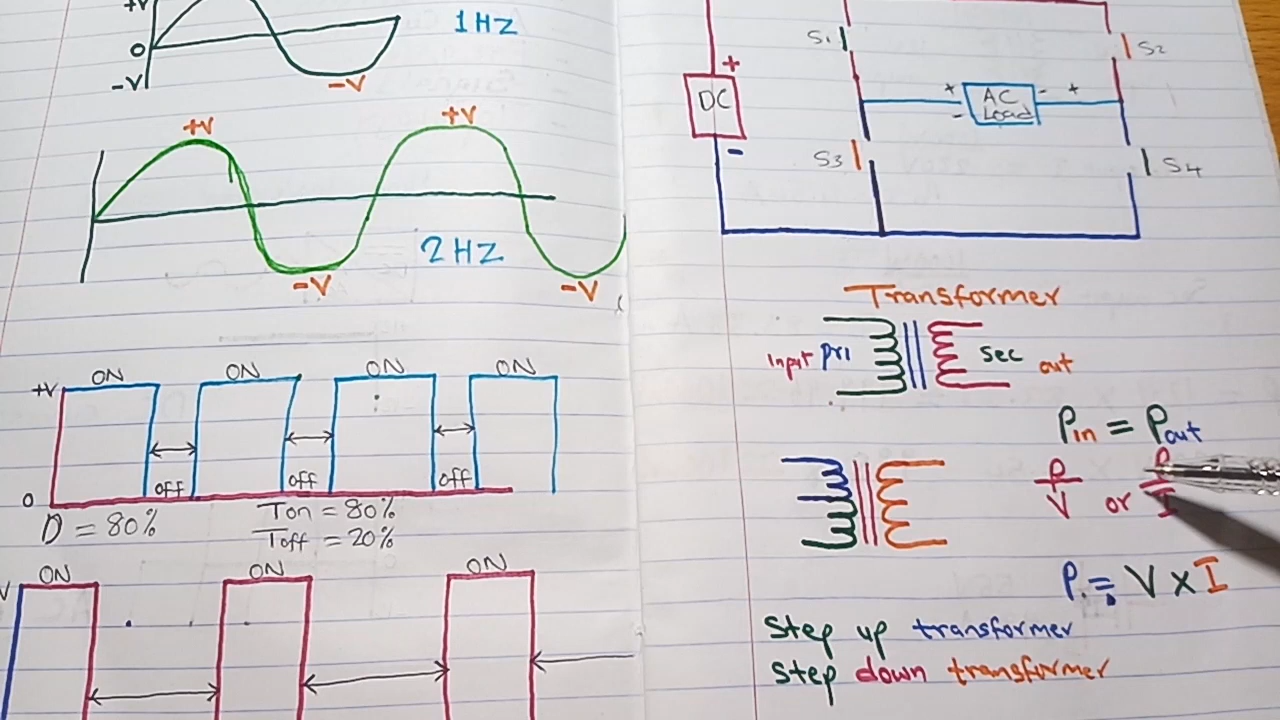 +V
0
-V
-V
1HZ
+V
+V
2HZ
-V
-V
ON
ON
ON
ON
+V
OFF
OFF
OFF
0
D = 80%
Ton = 80%
Toff = 20%
ON
ON
ON
V
S1
S2
+
DC
-
+
-
AC
Load
-
+
S3
S4
Transformer
Input
pri
sec
out
Pin = Pout
P
V
or
P
I
P = V x I
Step up transformer
Step down transformer